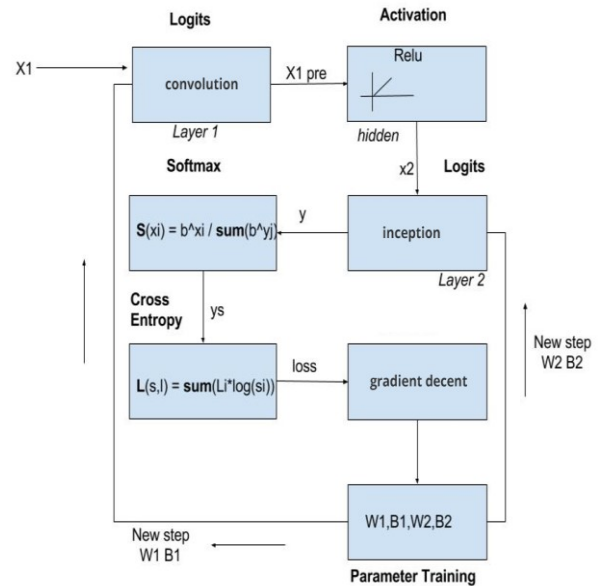 Logits
Activation
X1
convolution
X1 pre
Relu
Layer 1
hidden
Softmax
x2
Logits
S(xi) = b^xi / sum(b^yj)
y
inception
Layer 2
Cross
Entropy
ys
New step
W2 B2
L(s,l) = sum(Li*log(si))
loss
gradient decent
W1,B1,W2,B2
New step
W1 B1
Parameter Training